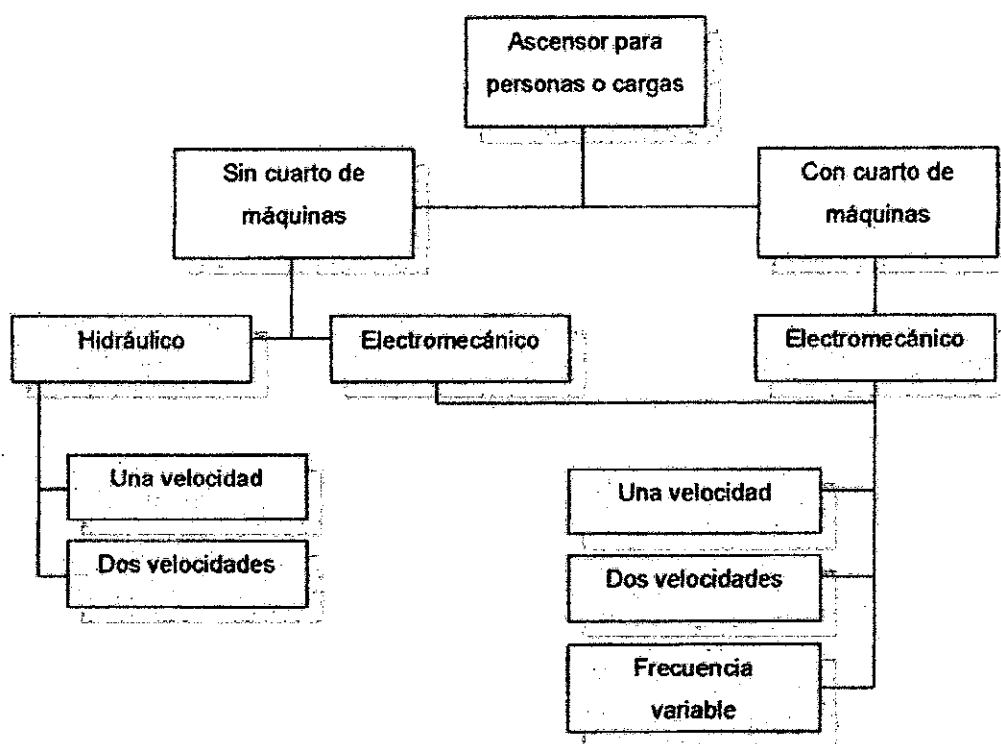 Ascensor para
personas o cargas
Sin cuarto de
máquinas
Con cuarto de
máquinas
Hidráulico
Electromecánico
Electromecánico
Una velocidad
Dos velocidades
Una velocidad
Dos velocidades
Frecuencia
variable